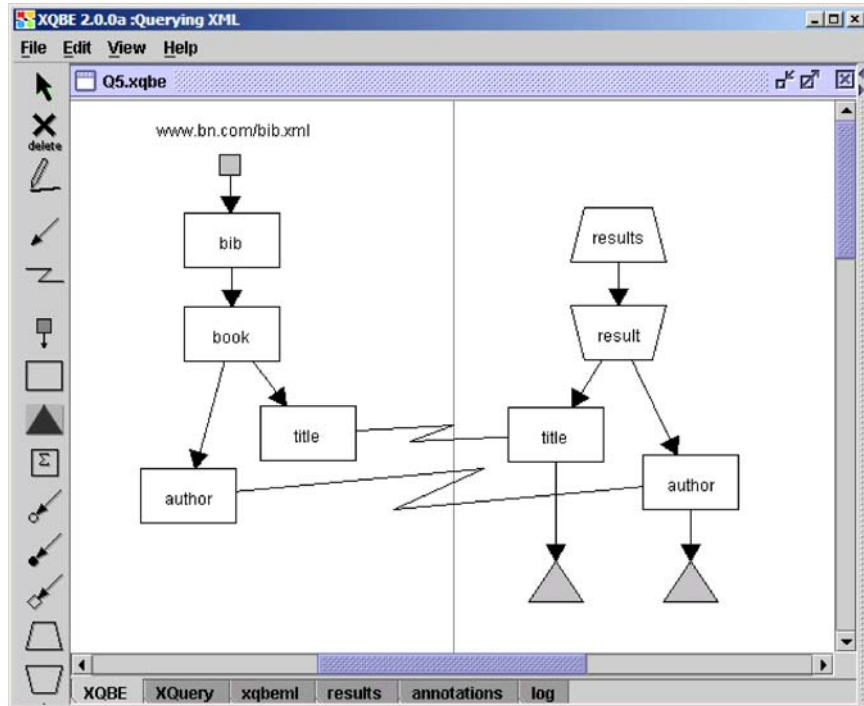 XQBE 2.0.0a :Querying XML
File Edit View Help
Q5.xqbe
delete
Σ
www.bn.com/bib.xml
bib
book
title
author
results
result
title
author
XQBE XQuery xqbeml results annotations log